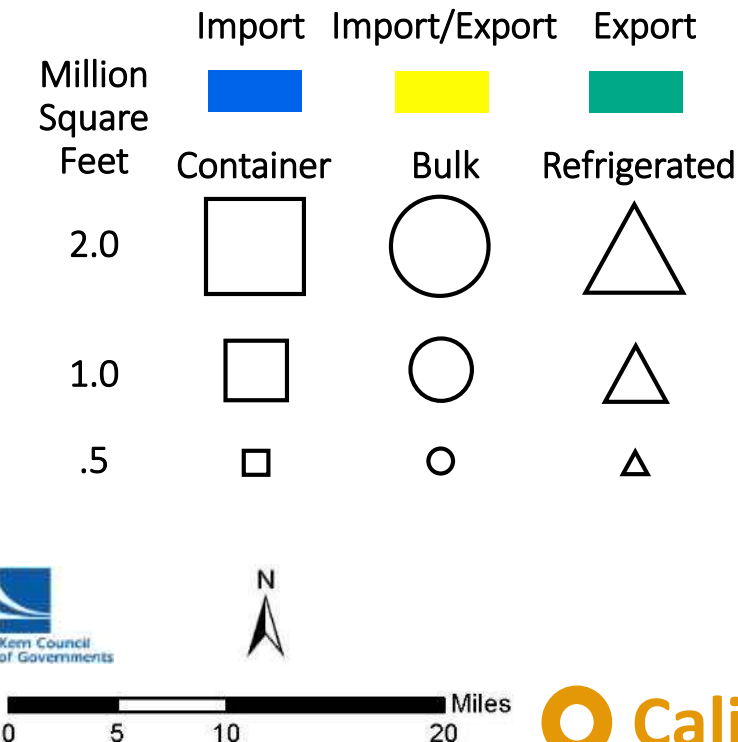 Import Import/Export Export
Million
Square
Feet
Container Bulk Refrigerated
2.0
1.0
.5
N
Kern Council
of Governments
Miles
0 5 10 20
Cali